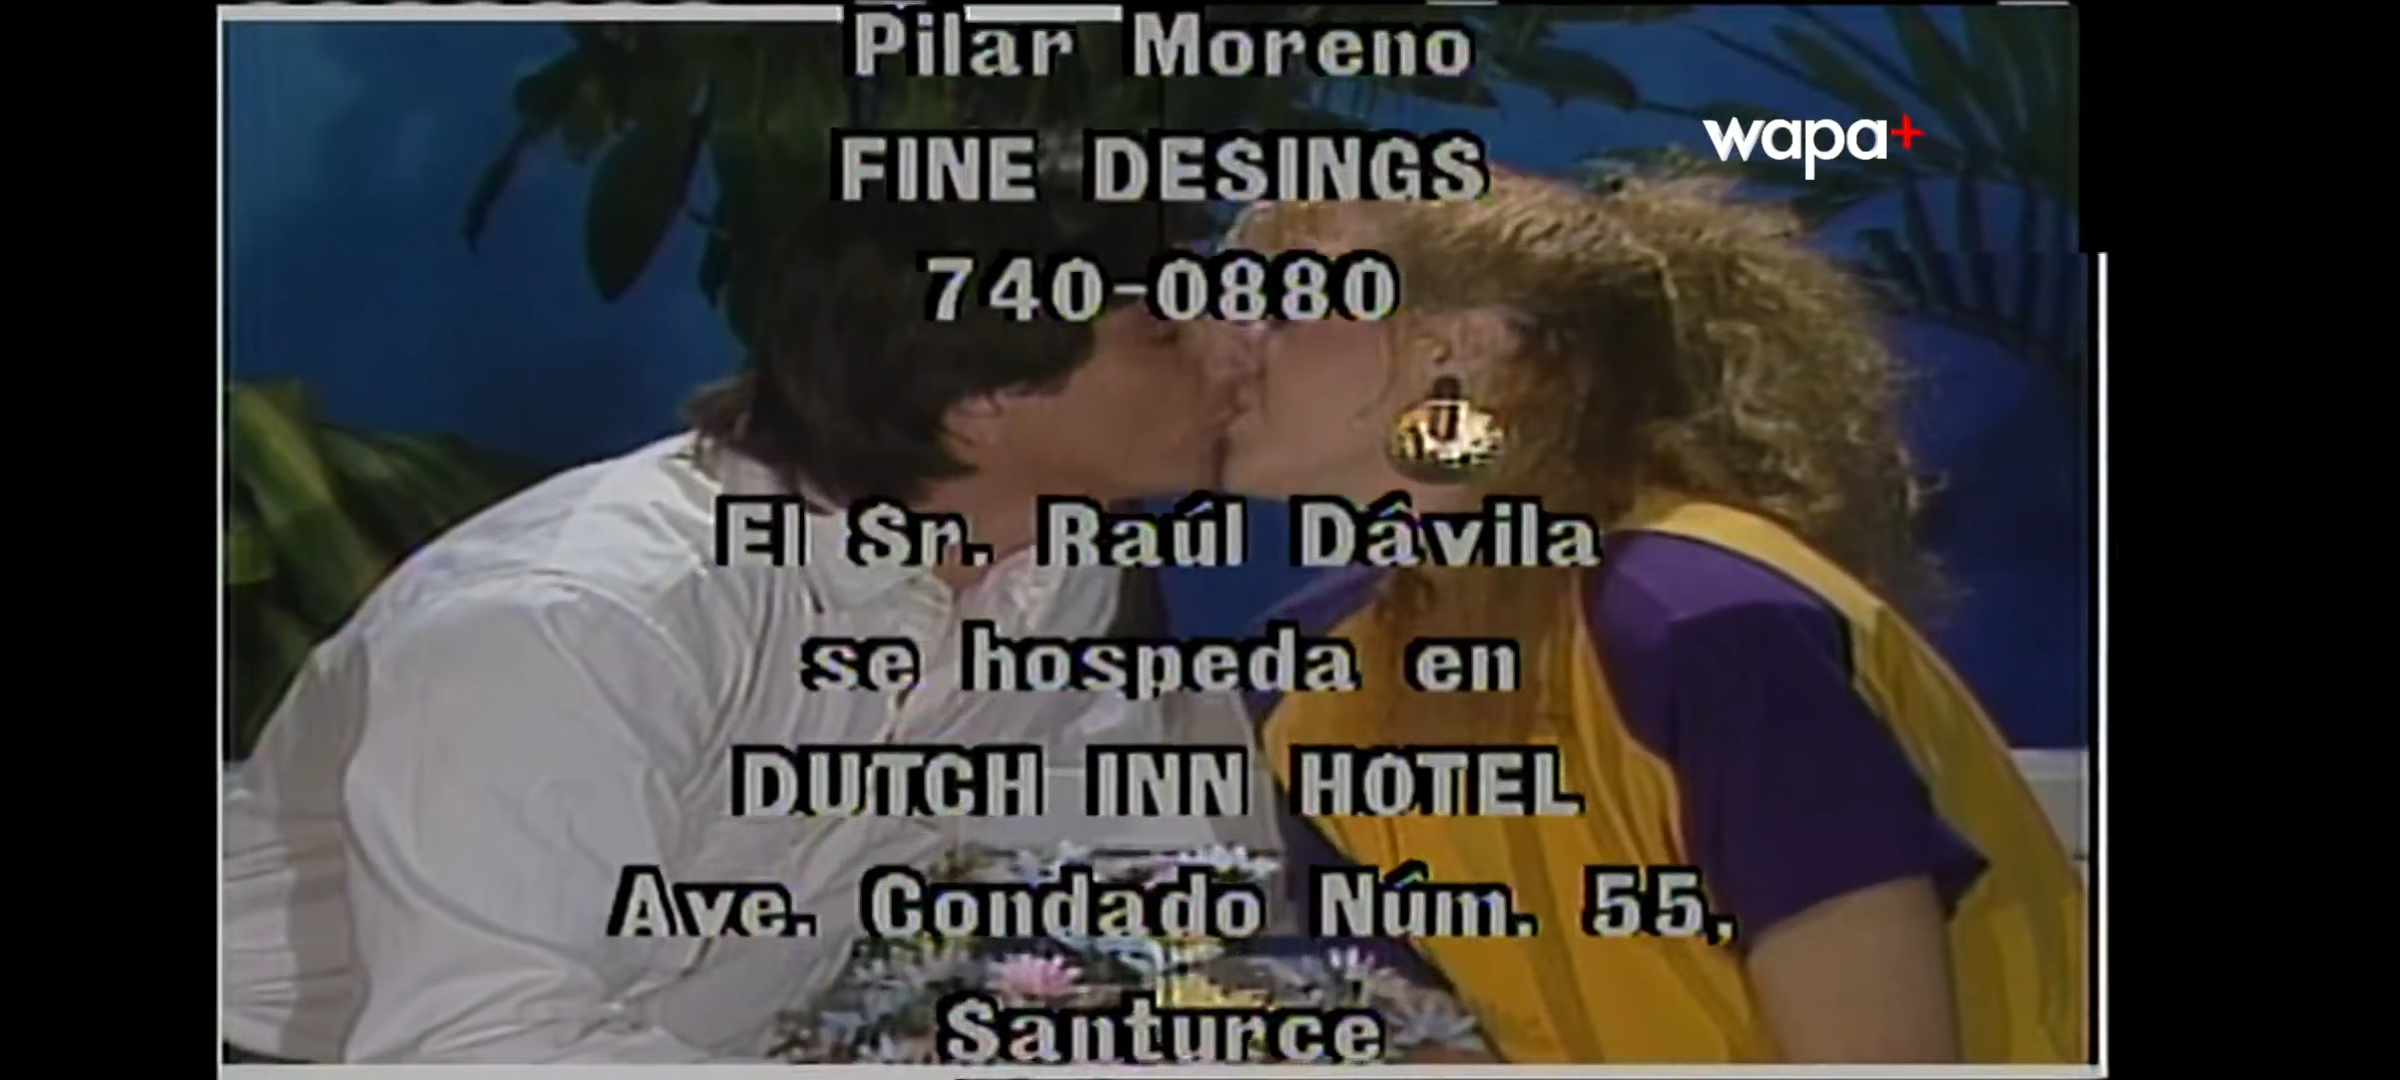 Pilar Moreno
wapa+
FINE DESINGS
740-0880
El Sr. Raúl Dávila
se hospeda en
DUTCH INN HOTEL
Ave. Condado Núm. 55,
Santurce